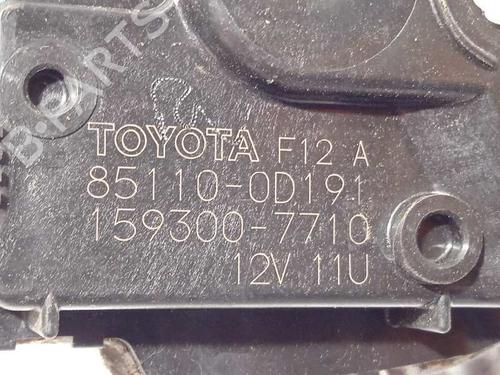 B-PARTS
TOYOTA F12 A
85110-0D191
159300-7710
12V 11U